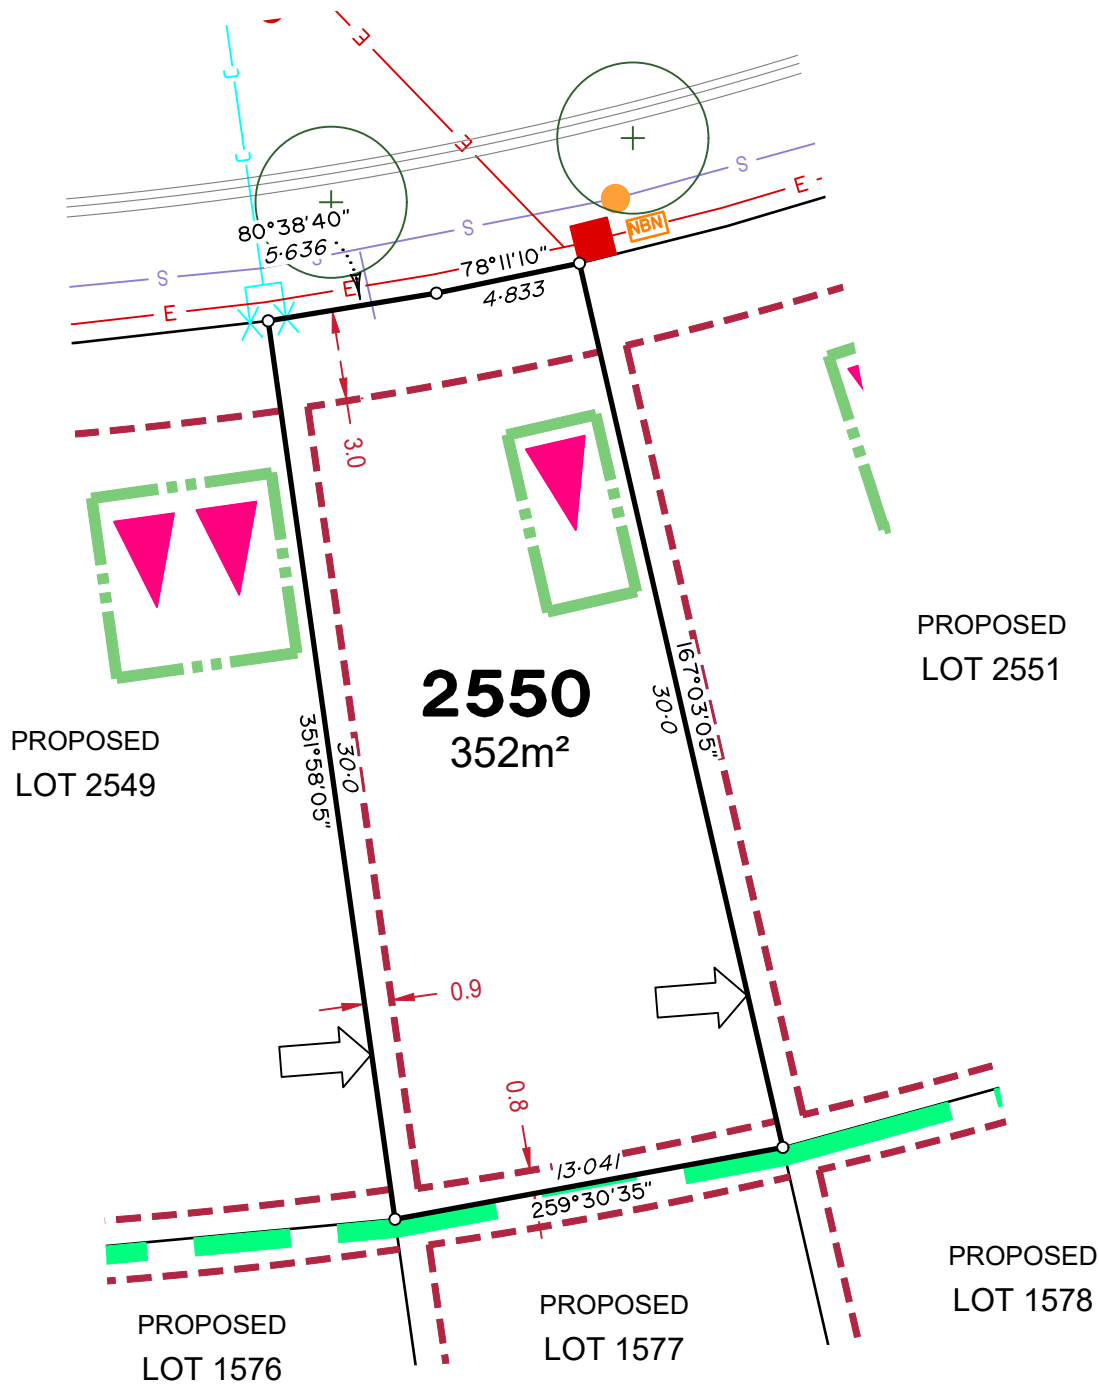 E
C
C
E
S
E
NBN
80°38'40"
5·636
S
S
78°11'10"
4·833
S
E
E
3.0
PROPOSED
LOT 2551
2550
352m²
167°03'05"
30·0
351°58'05"
30·0
PROPOSED
LOT 2549
0.9
0.8
13·041
259°30'35"
PROPOSED
LOT 1578
PROPOSED
LOT 1577
PROPOSED
LOT 1576